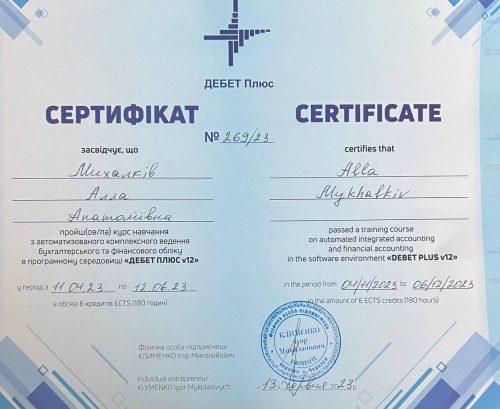 ДЕБЕТ Плюс
СЕРТИФІКАТ
CERTIFICATE
№ 269/23
засвідчує, що
Михалків
Алла
Анатоліївна
пройш(ов/ла) курс навчання
з автоматизованого комплексного ведення
бухгалтерського та фінансового обліку
в програмному середовищі «ДЕБЕТ ПЛЮС v12»
у період з 11.04.23 по 12.06.23
в обсязі 6 кредитів ECTS (180 годин)
certifies that
Alla
Mykhalkiv
passed a training course
on automated integrated accounting
and financial accounting
in the software environment «DEBET PLUS v12»
in the period from 04/11/2023 to 06/12/2023
in the amount of 6 ECTS credits (180 hours)
Фізична особа-підприємець
КЛИМЕНКО Ігор Миколайович
Individual entrepreneur
KLYMENKO Igor Mykolaiovych
КЛИМЕНКО
Ігор
Миколайович
«13» червня 2023р.